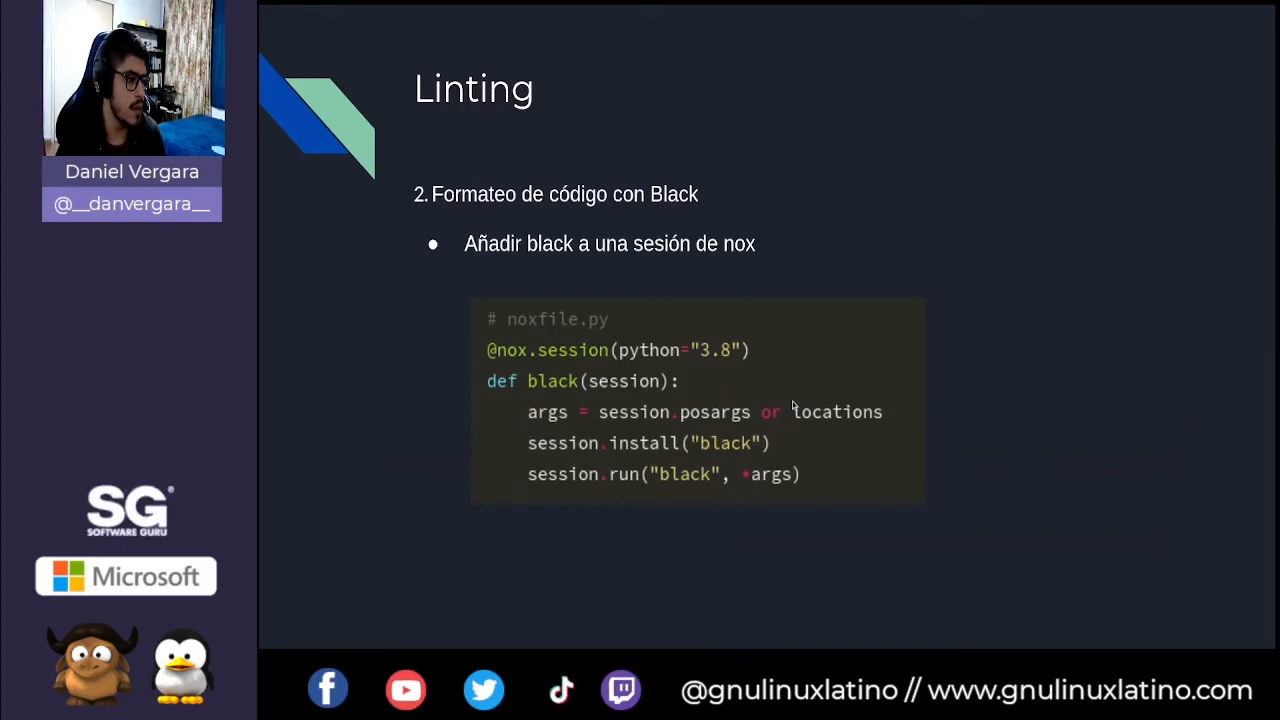 Daniel Vergara
@__danvergara__
SG
SOFTWARE GURU
Microsoft
Linting
2. Formateo de código con Black
● Añadir black a una sesión de nox
# noxfile.py
@nox.session(python="3.8")
def black(session):
    args = session.posargs or locations
    session.install("black")
    session.run("black", *args)
@gnulinuxlatino // www.gnulinuxlatino.com